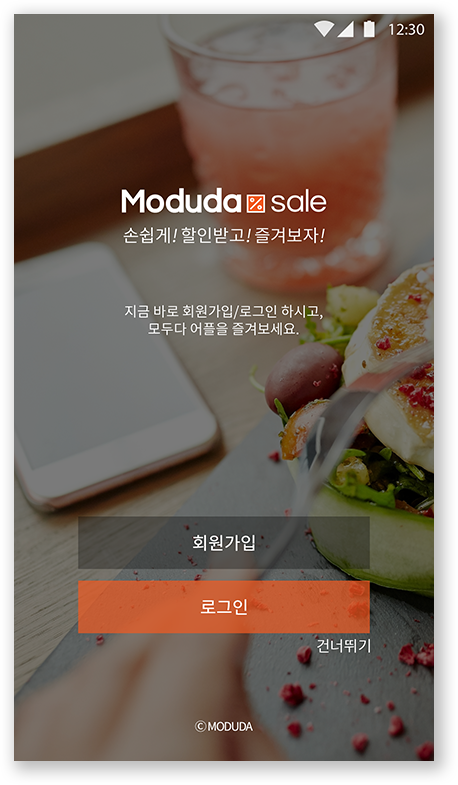 12:30
Moduda % sale
손쉽게! 할인받고! 즐겨보자!
지금 바로 회원가입/로그인 하시고,
모두다 어플을 즐겨보세요.
회원가입
로그인
건너뛰기
ⓒ MODUDA